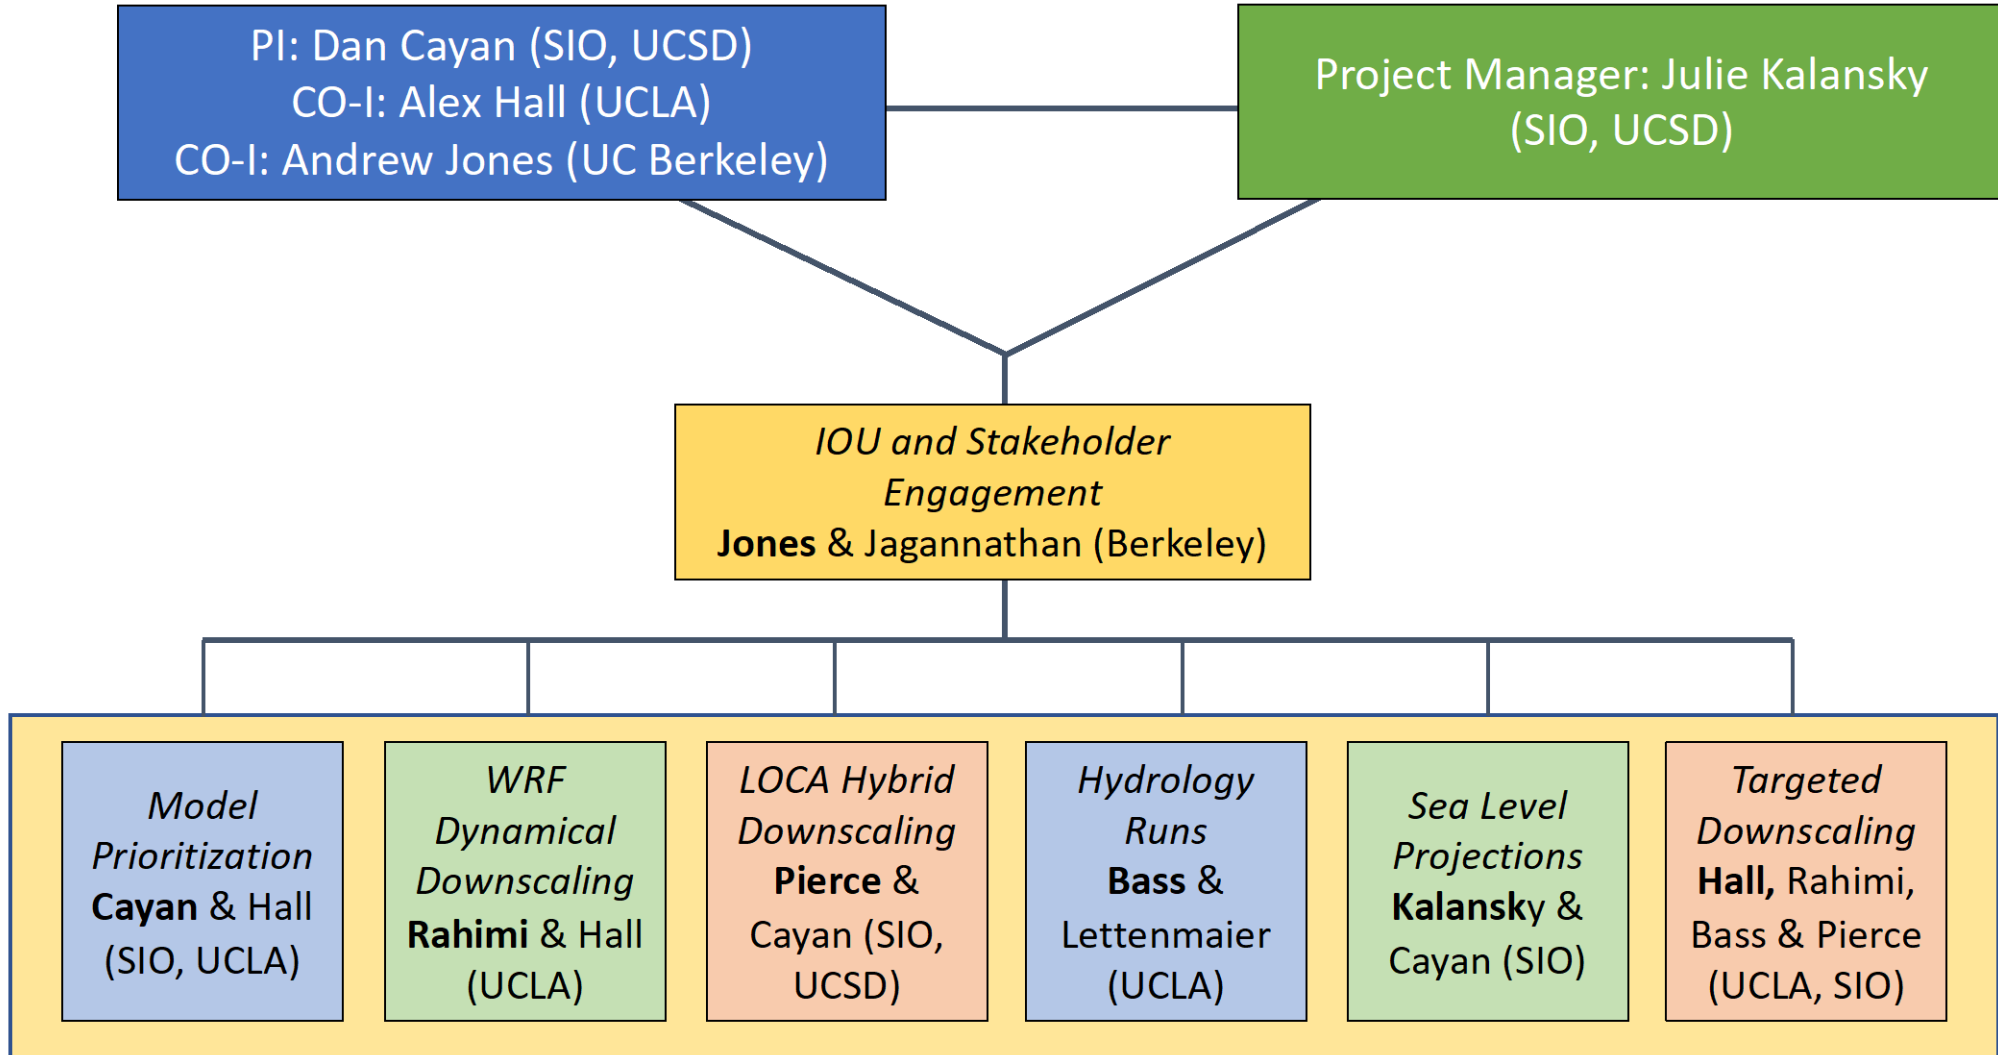 PI: Dan Cayan (SIO, UCSD)
CO-I: Alex Hall (UCLA)
CO-I: Andrew Jones (UC Berkeley)
Project Manager: Julie Kalansky
(SIO, UCSD)
IOU and Stakeholder
Engagement
Jones & Jagannathan (Berkeley)
Model
Prioritization
Cayan & Hall
(SIO, UCLA)
WRF
Dynamical
Downscaling
Rahimi & Hall
(UCLA)
LOCA Hybrid
Downscaling
Pierce &
Cayan (SIO,
UCSD)
Hydrology
Runs
Bass &
Lettenmaier
(UCLA)
Sea Level
Projections
Kalansky &
Cayan (SIO)
Targeted
Downscaling
Hall, Rahimi,
Bass & Pierce
(UCLA, SIO)